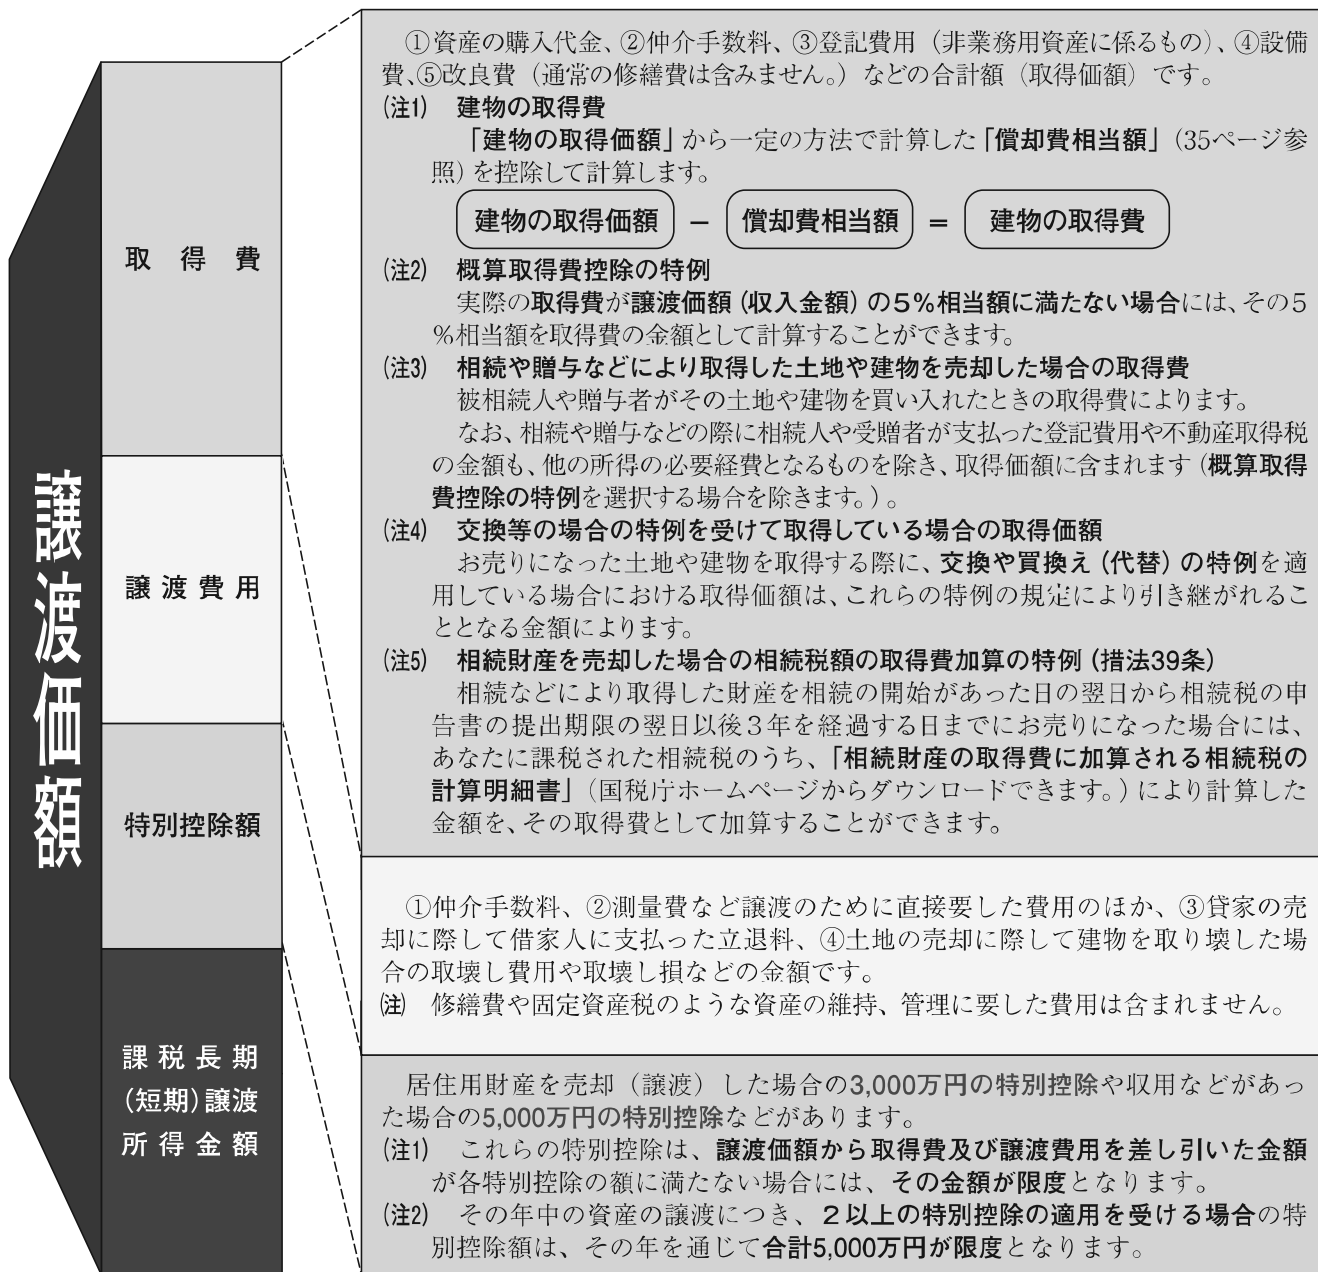 譲渡価額
取得費
譲渡費用
特別控除額
課税長期
(短期)譲渡
所得金額
①資産の購入代金、②仲介手数料、③登記費用（非業務用資産に係るもの）、④設備
費、⑤改良費（通常の修繕費は含みません。）などの合計額（取得価額）です。
(注1)　建物の取得費
「建物の取得価額」から一定の方法で計算した「償却費相当額」（35ページ参
照）を控除して計算します。
建物の取得価額 － 償却費相当額 ＝ 建物の取得費
(注2)　概算取得費控除の特例
実際の取得費が譲渡価額（収入金額）の5%相当額に満たない場合には、その5
%相当額を取得費の金額として計算することができます。
(注3)　相続や贈与などにより取得した土地や建物を売却した場合の取得費
被相続人や贈与者がその土地や建物を買い入れたときの取得費によります。
なお、相続や贈与などの際に相続人や受贈者が支払った登記費用や不動産取得税
の金額も、他の所得の必要経費となるものを除き、取得価額に含まれます（概算取得
費控除の特例を選択する場合を除きます。）。
(注4)　交換等の場合の特例を受けて取得している場合の取得価額
お売りになった土地や建物を取得する際に、交換や買換え（代替）の特例を適
用している場合における取得価額は、これらの特例の規定により引き継がれるこ
ととなる金額によります。
(注5)　相続財産を売却した場合の相続税額の取得費加算の特例（措法39条）
相続などにより取得した財産を相続の開始があった日の翌日から相続税の申
告書の提出期限の翌日以後３年を経過する日までにお売りになった場合には、
あなたに課税された相続税のうち、「相続財産の取得費に加算される相続税の
計算明細書」（国税庁ホームページからダウンロードできます。）により計算した
金額を、その取得費として加算することができます。
①仲介手数料、②測量費など譲渡のために直接要した費用のほか、③貸家の売
却に際して借家人に支払った立退料、④土地の売却に際して建物を取り壊した場
合の取壊し費用や取壊し損などの金額です。
(注)　修繕費や固定資産税のような資産の維持、管理に要した費用は含まれません。
居住用財産を売却（譲渡）した場合の3,000万円の特別控除や収用などがあっ
た場合の5,000万円の特別控除などがあります。
(注1)　これらの特別控除は、譲渡価額から取得費及び譲渡費用を差し引いた金額
が各特別控除の額に満たない場合には、その金額が限度となります。
(注2)　その年中の資産の譲渡につき、２以上の特別控除の適用を受ける場合の特
別控除額は、その年を通じて合計5,000万円が限度となります。